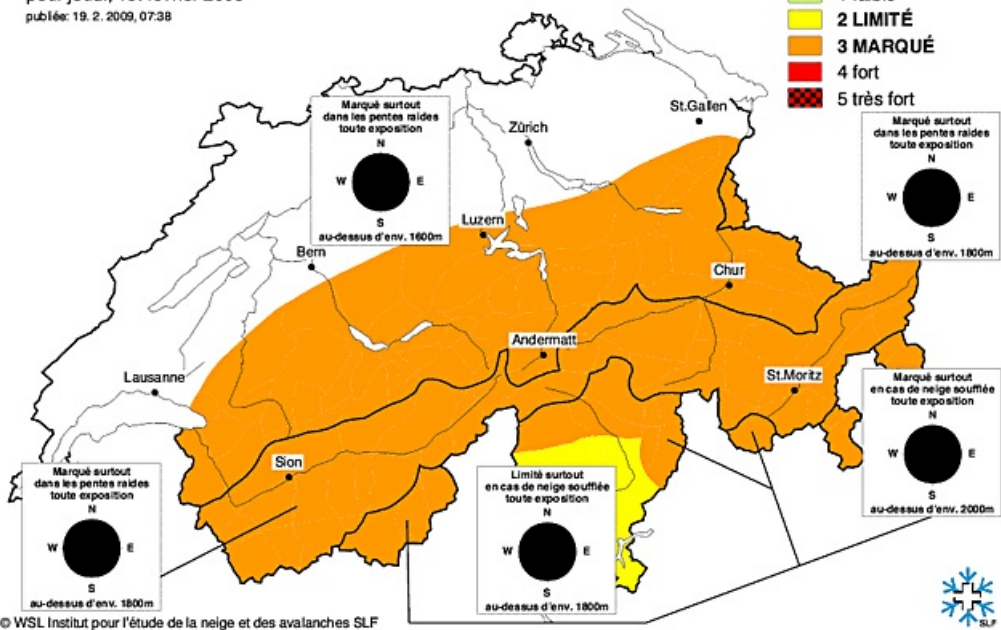 publiée: 19. 2. 2009, 07:38
2 LIMITÉ
3 MARQUÉ
4 fort
5 très fort
Marqué surtout
dans les pentes raides
toute exposition
N
W E
S
au-dessus d'env. 1600m
St.Gallen
Zürich
Marqué surtout
dans les pentes raides
toute exposition
N
W E
S
au-dessus d'env. 1800m
Luzern
Bern
Chur
Andermatt
Lausanne
St.Moritz
Marqué surtout
en cas de neige soufflée
toute exposition
N
W E
S
au-dessus d'env. 2000m
Sion
Marqué surtout
dans les pentes raides
toute exposition
N
W E
S
au-dessus d'env. 1800m
Limité surtout
en cas de neige soufflée
toute exposition
N
W E
S
au-dessus d'env. 1800m
SLF
© WSL Institut pour l'étude de la neige et des avalanches SLF